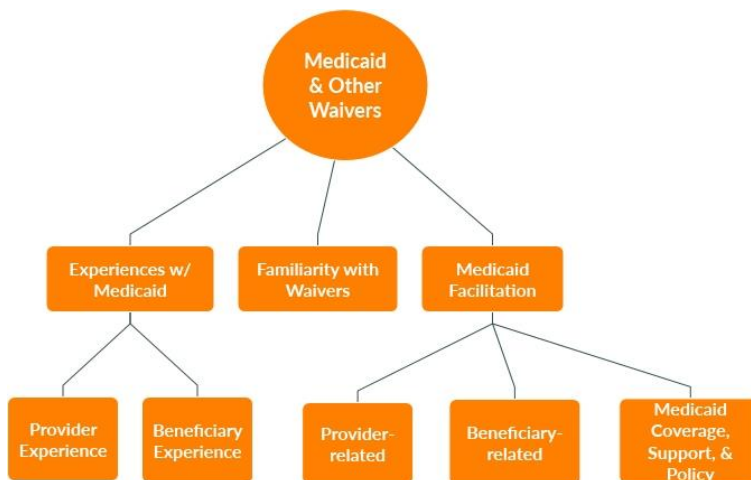 Medicaid
& Other
Waivers
Experiences w/
Medicaid
Familiarity with
Waivers
Medicaid
Facilitation
Provider
Experience
Beneficiary
Experience
Provider-
related
Beneficiary-
related
Medicaid
Coverage,
Support, &
Policy